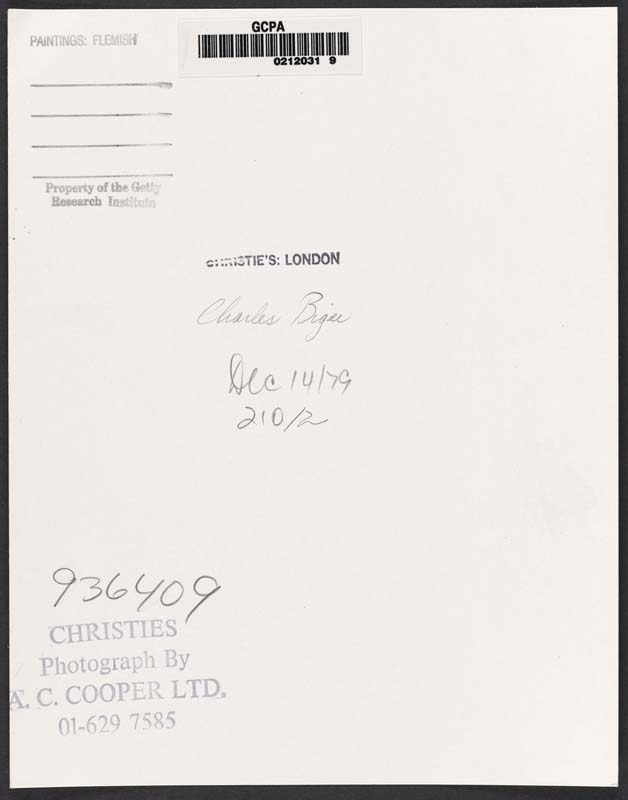 PAINTINGS: FLEMISH
GCPA
0212031 9
Property of the Getty
Research Institute
CHRISTIE'S: LONDON
Charles Bigée
Dec 14/79
210/2
936409
CHRISTIES
Photograph By
A. C. COOPER LTD.
01-629 7585